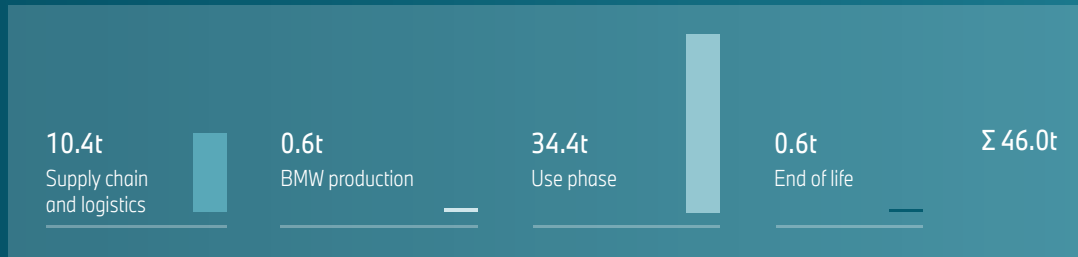 10.4t
Supply chain
and logistics
0.6t
BMW production
34.4t
Use phase
0.6t
End of life
Σ 46.0t